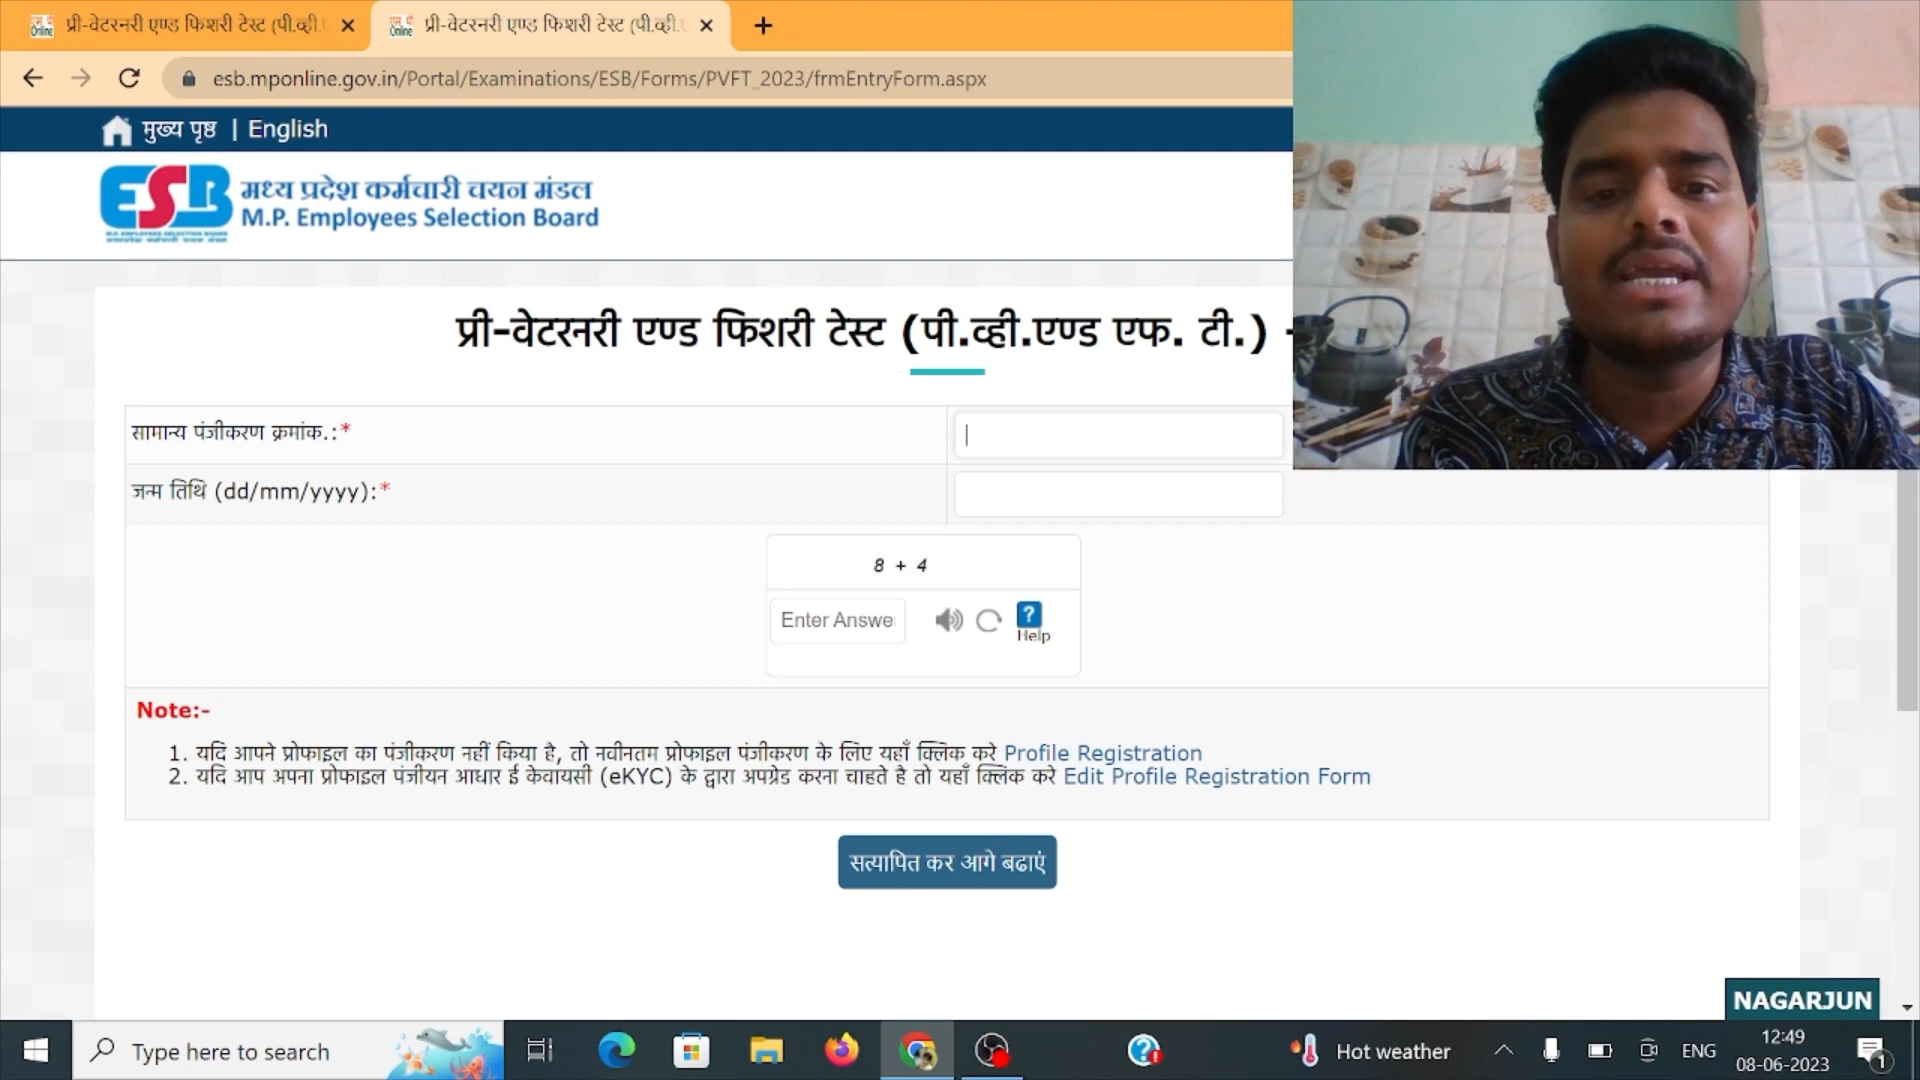 प्री-वेटरनरी एण्ड फिशरी टेस्ट (पी.व्ही.
प्री-वेटरनरी एण्ड फिशरी टेस्ट (पी.व्ही.
esb.mponline.gov.in/Portal/Examinations/ESB/Forms/PVFT_2023/frmEntryForm.aspx
मुख्य पृष्ठ | English
ESB मध्य प्रदेश कर्मचारी चयन मंडल
M.P. Employees Selection Board
प्री-वेटरनरी एण्ड फिशरी टेस्ट (पी.व्ही.एण्ड एफ. टी.) -
सामान्य पंजीकरण क्रमांक.:*
जन्म तिथि (dd/mm/yyyy):*
8 + 4
Enter Answe
Help
Note:-
1. यदि आपने प्रोफाइल का पंजीकरण नहीं किया है, तो नवीनतम प्रोफाइल पंजीकरण के लिए यहाँ क्लिक करे Profile Registration
2. यदि आप अपना प्रोफाइल पंजीयन आधार ई केवायसी (eKYC) के द्वारा अपग्रेड करना चाहते है तो यहाँ क्लिक करे Edit Profile Registration Form
सत्यापित कर आगे बढाएं
NAGARJUN
Type here to search
Hot weather
ENG
12:49
08-06-2023
1